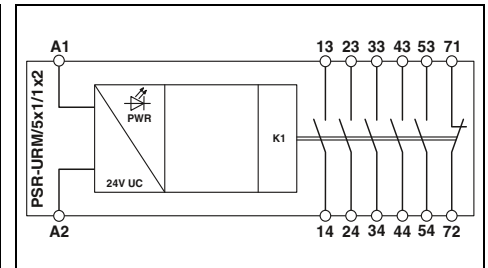 A1 13 23 33 43 53 71
PSR-URM/5x1/1x2
PWR
K1
24V UC
A2 14 24 34 44 54 72